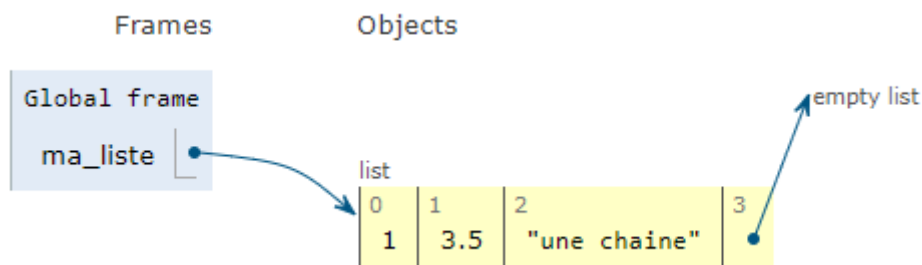 Frames Objects
Global frame
empty list
ma_liste
list
0 1 2 3
1 3.5 "une chaine"